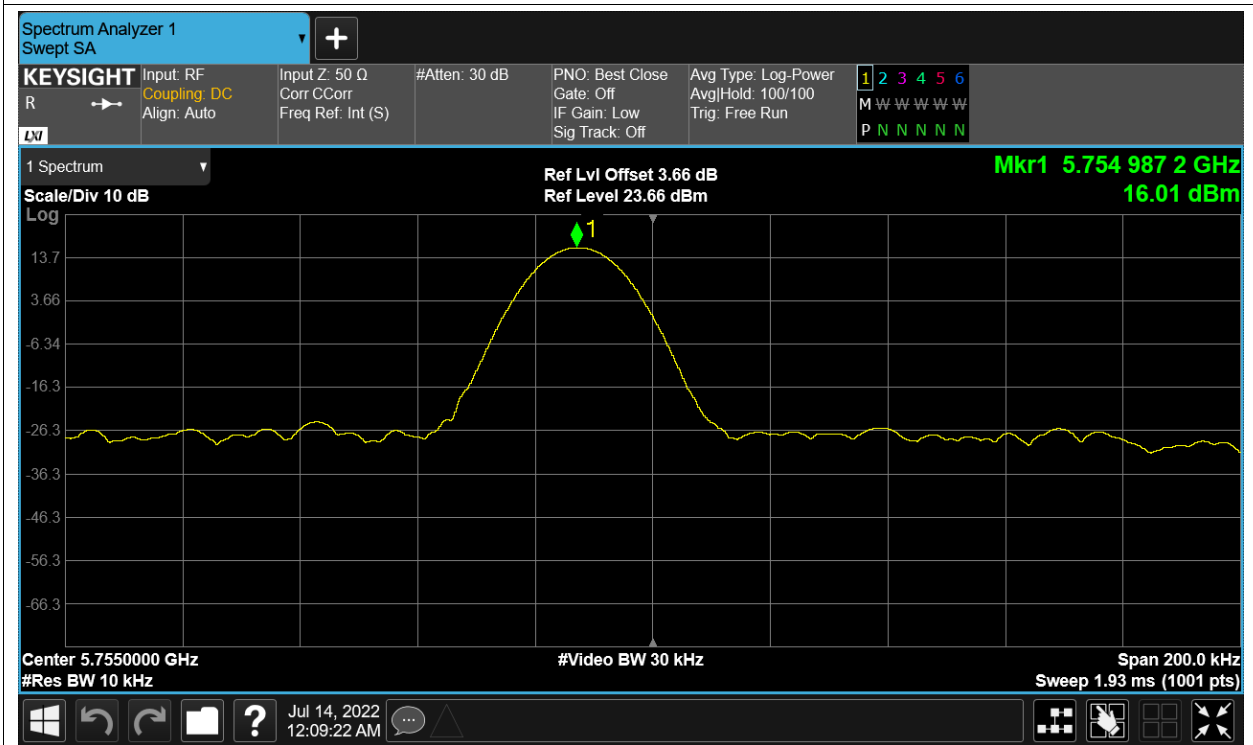 Spectrum Analyzer 1
Swept SA
KEYSIGHT
R
LXI
Input: RF
Coupling: DC
Align: Auto
Input Z: 50 Ω
Corr CCorr
Freq Ref: Int (S)
#Atten: 30 dB
PNO: Best Close
Gate: Off
IF Gain: Low
Sig Track: Off
Avg Type: Log-Power
Avg|Hold: 100/100
Trig: Free Run
1 2 3 4 5 6
M W W W W W W
P N N N N N
1 Spectrum
Scale/Div 10 dB
Log
Ref Lvl Offset 3.66 dB
Ref Level 23.66 dBm
Mkr1 5.754 987 2 GHz
16.01 dBm
1
13.7
3.66
-6.34
-16.3
-26.3
-36.3
-46.3
-56.3
-66.3
Center 5.7550000 GHz
#Res BW 10 kHz
#Video BW 30 kHz
Span 200.0 kHz
Sweep 1.93 ms (1001 pts)
?
Jul 14, 2022
12:09:22 AM